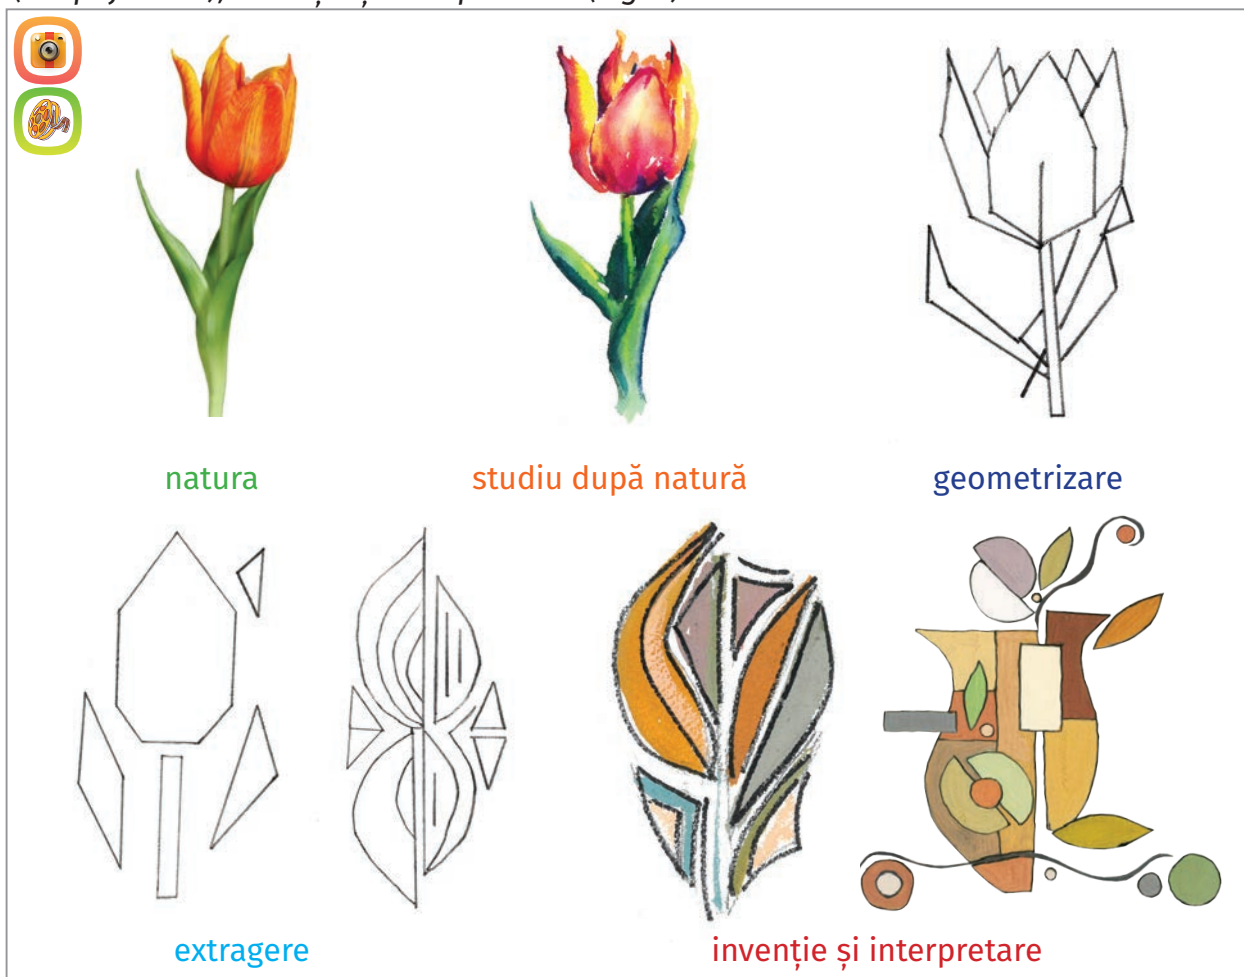 natura
studiu după natură
geometrizare
extragere
invenție și interpretare